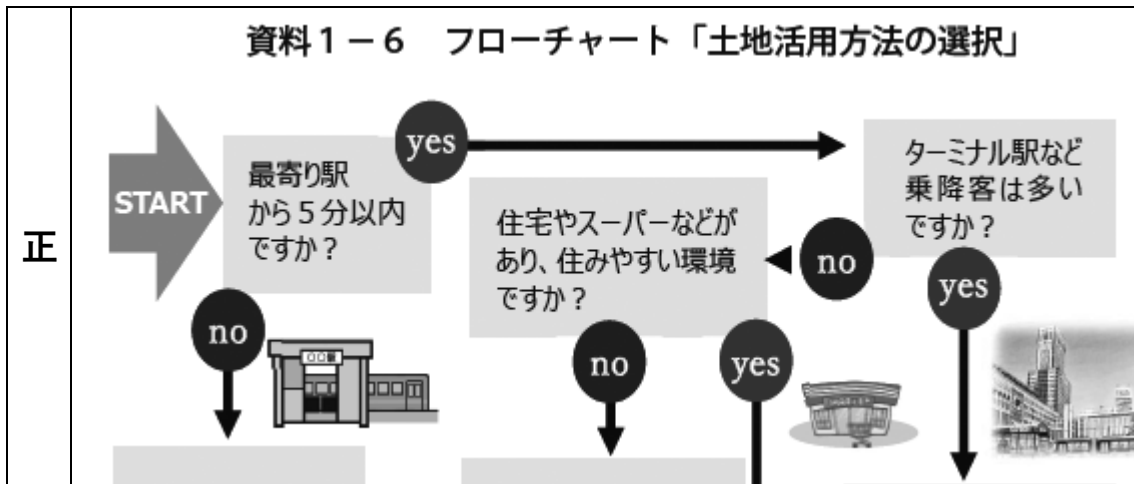 正
資料１－６　フローチャート「土地活用方法の選択」
START
最寄り駅
から５分以内
ですか？
yes
ターミナル駅など
乗降客は多い
ですか？
住宅やスーパーなどが
あり、住みやすい環境
ですか？
no
yes
no
no
yes